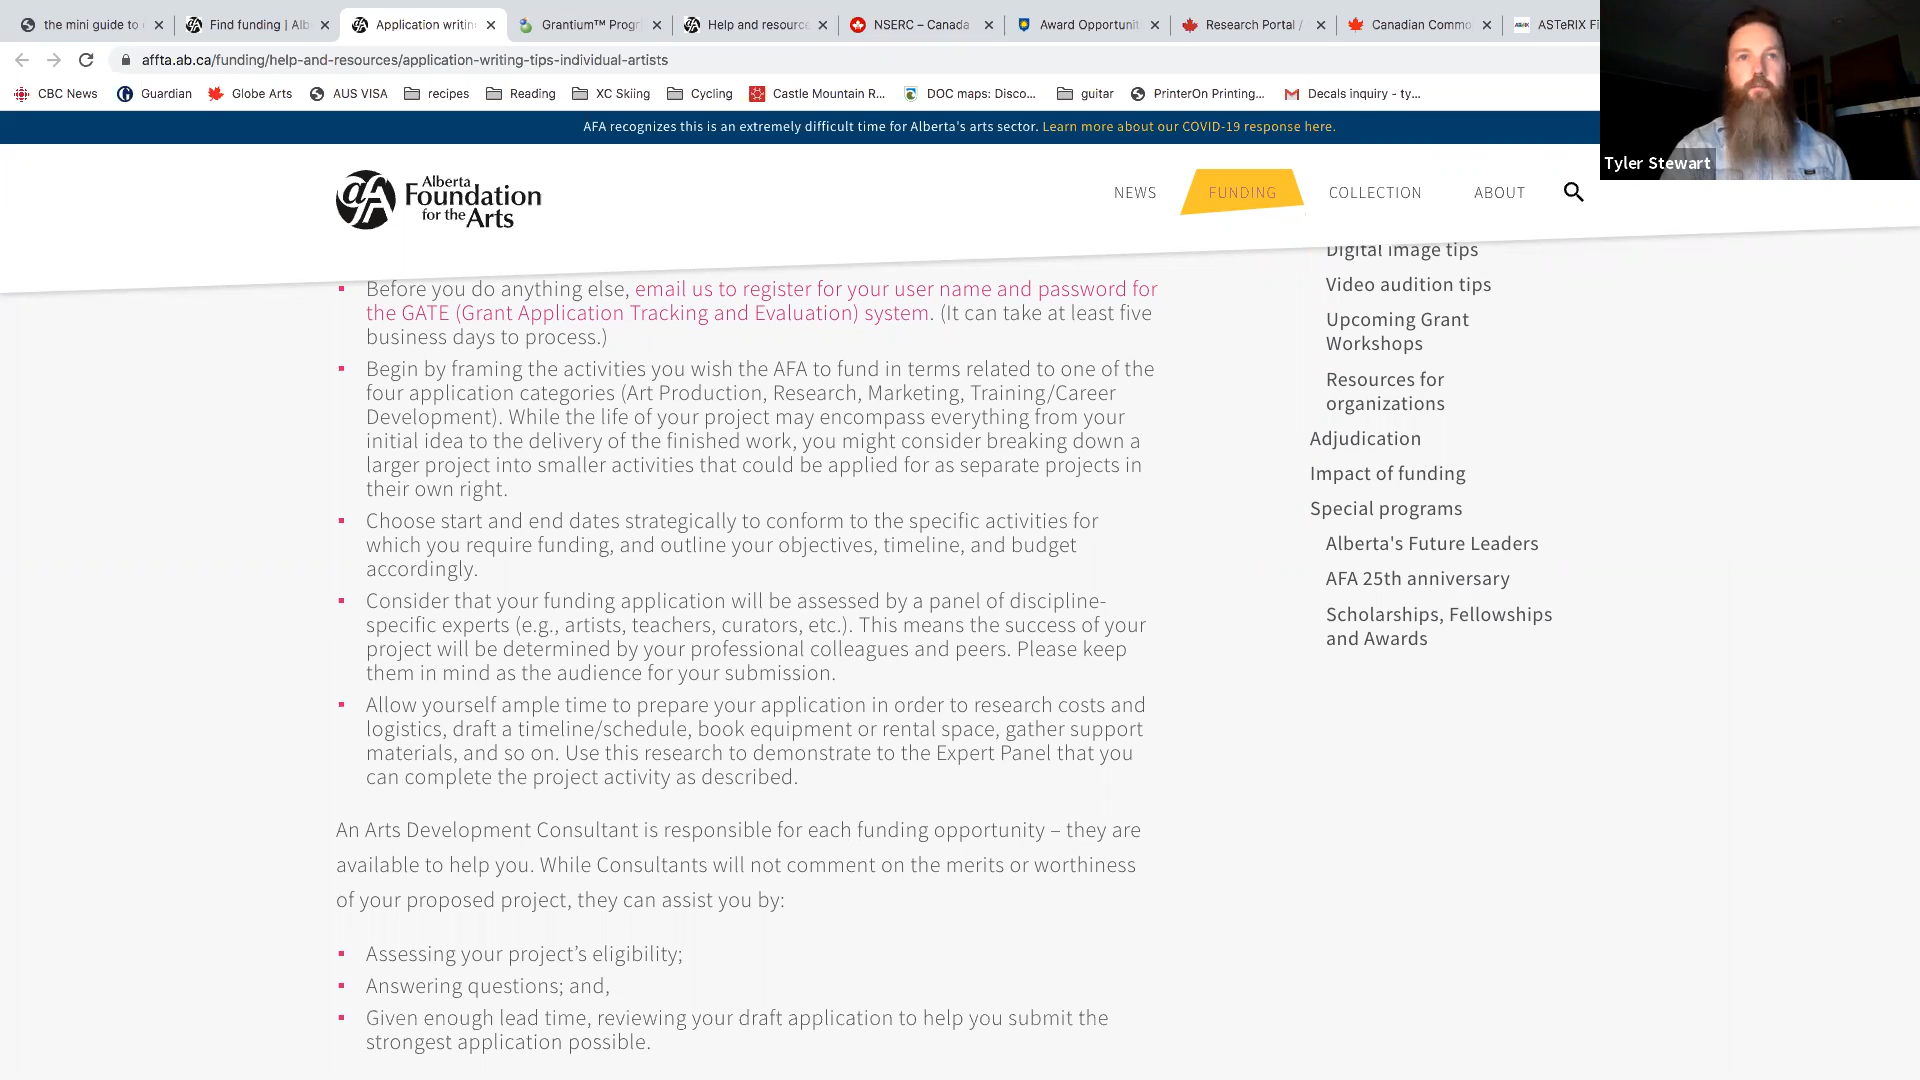 the mini guide to
Find funding | Alb
Application writin
Grantium™ Progr
Help and resource
NSERC – Canada
Award Opportunit
Research Portal /
Canadian Commo
ASTeRIX Fi
affta.ab.ca/funding/help-and-resources/application-writing-tips-individual-artists
CBC News
Guardian
Globe Arts
AUS VISA
recipes
Reading
XC Skiing
Cycling
Castle Mountain R...
DOC maps: Disco...
guitar
PrinterOn Printing...
Decals inquiry - ty...
Tyler Stewart
AFA recognizes this is an extremely difficult time for Alberta's arts sector. Learn more about our COVID-19 response here.
Alberta
Foundation
for the Arts
NEWS
FUNDING
COLLECTION
ABOUT
Before you do anything else, email us to register for your user name and password for
the GATE (Grant Application Tracking and Evaluation) system. (It can take at least five
business days to process.)
Begin by framing the activities you wish the AFA to fund in terms related to one of the
four application categories (Art Production, Research, Marketing, Training/Career
Development). While the life of your project may encompass everything from your
initial idea to the delivery of the finished work, you might consider breaking down a
larger project into smaller activities that could be applied for as separate projects in
their own right.
Choose start and end dates strategically to conform to the specific activities for
which you require funding, and outline your objectives, timeline, and budget
accordingly.
Consider that your funding application will be assessed by a panel of discipline-
specific experts (e.g., artists, teachers, curators, etc.). This means the success of your
project will be determined by your professional colleagues and peers. Please keep
them in mind as the audience for your submission.
Allow yourself ample time to prepare your application in order to research costs and
logistics, draft a timeline/schedule, book equipment or rental space, gather support
materials, and so on. Use this research to demonstrate to the Expert Panel that you
can complete the project activity as described.
An Arts Development Consultant is responsible for each funding opportunity – they are
available to help you. While Consultants will not comment on the merits or worthiness
of your proposed project, they can assist you by:
Assessing your project’s eligibility;
Answering questions; and,
Given enough lead time, reviewing your draft application to help you submit the
strongest application possible.
Digital image tips
Video audition tips
Upcoming Grant
Workshops
Resources for
organizations
Adjudication
Impact of funding
Special programs
Alberta's Future Leaders
AFA 25th anniversary
Scholarships, Fellowships
and Awards